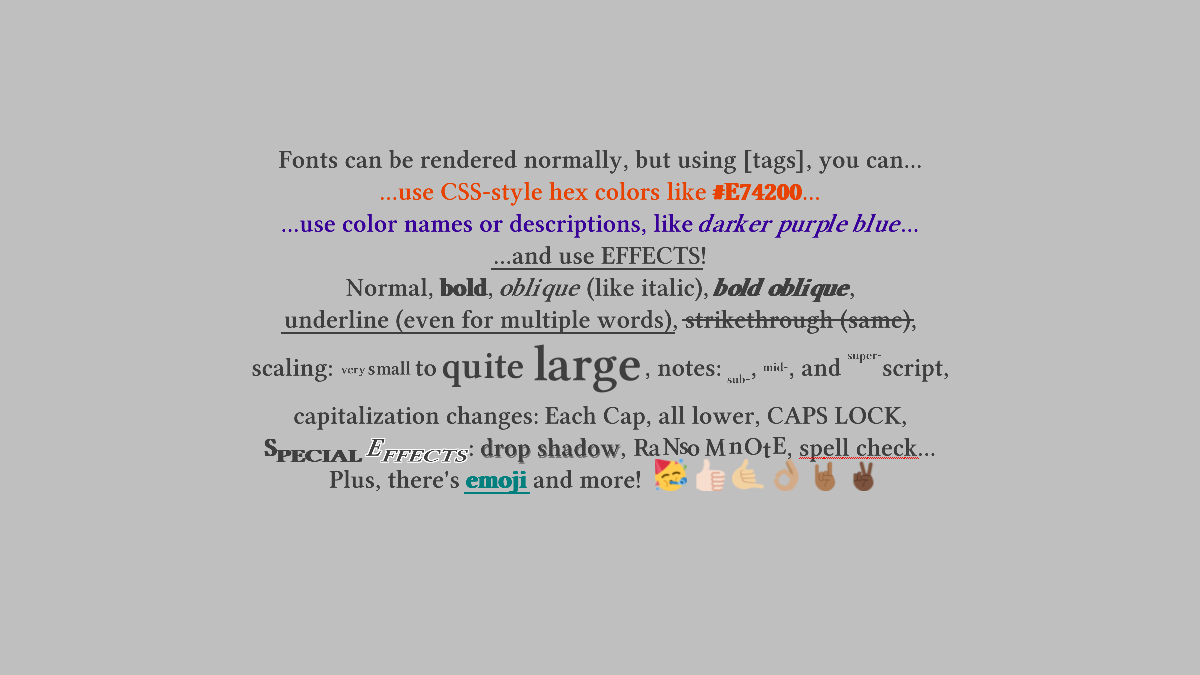 Fonts can be rendered normally, but using [tags], you can...
...use CSS-style hex colors like #E74200...
...use color names or descriptions, like darker purple blue...
...and use EFFECTS!
Normal, bold, oblique (like italic), bold oblique,
underline (even for multiple words), strikethrough (same),
scaling: very small to quite large, notes: sub-, mid-, and super-script,
capitalization changes: Each Cap, all lower, CAPS LOCK,
SPECIAL EFFECTS: drop shadow, RaNso MnOtE, spell check...
Plus, there's emoji and more! 🥳👍🏻🤙🏼👌🏽🤘🏾✌🏿